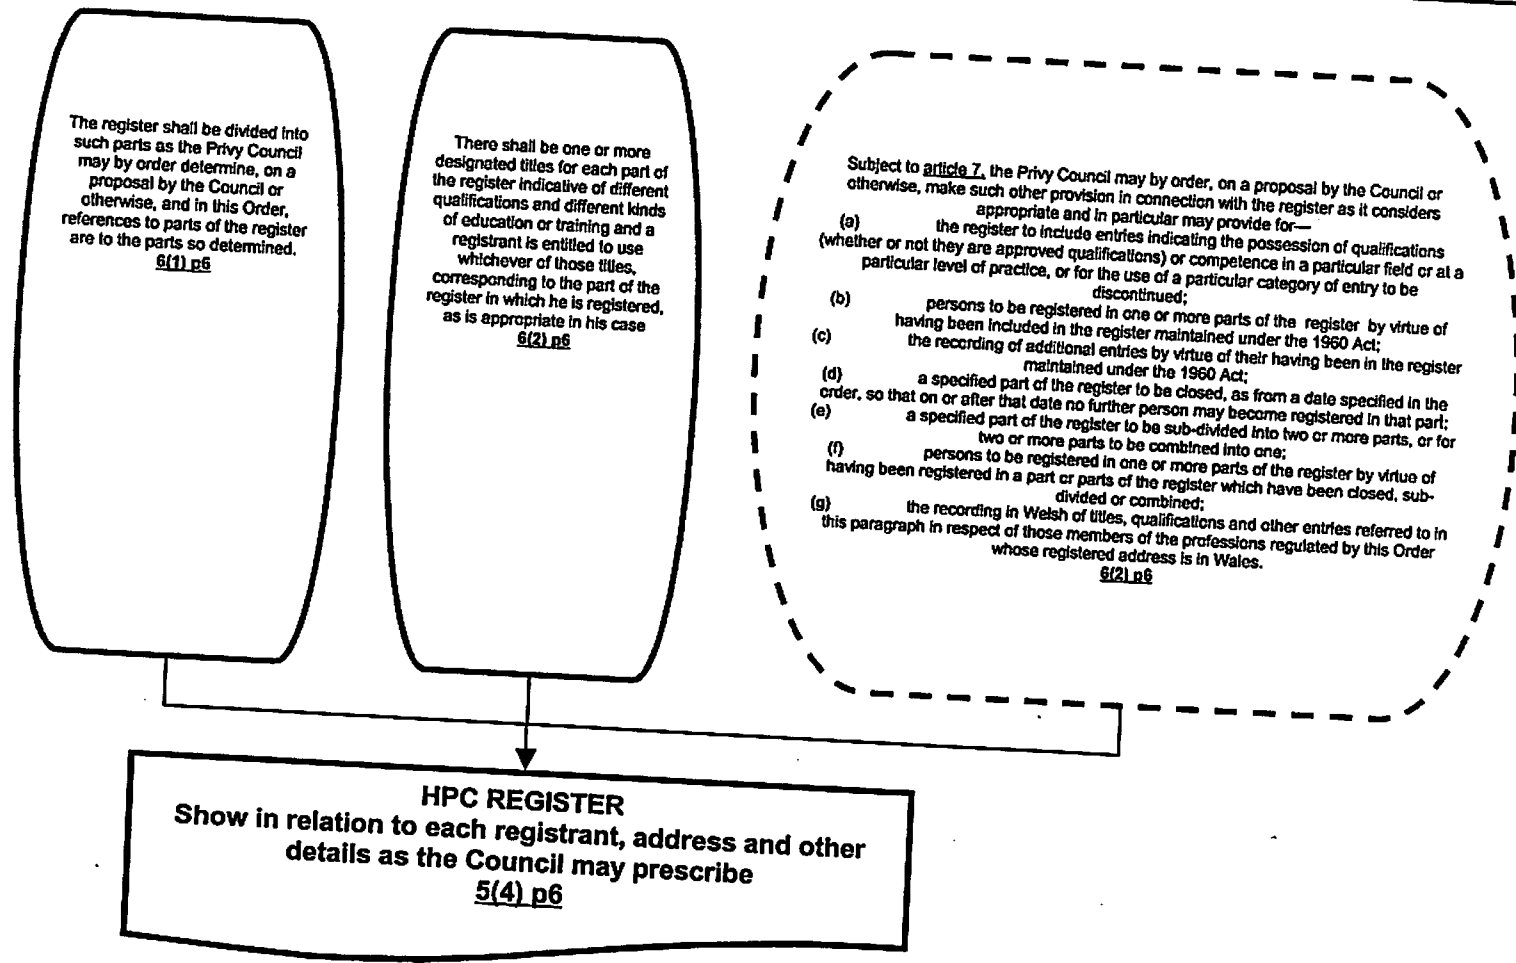 The register shall be divided into
such parts as the Privy Council
may by order determine, on a
proposal by the Council or
otherwise, and in this Order,
references to parts of the register
are to the parts so determined.
6(1) p6
There shall be one or more
designated titles for each part of
the register indicative of different
qualifications and different kinds
of education or training and a
registrant is entitled to use
whichever of those titles,
corresponding to the part of the
register in which he is registered,
as is appropriate in his case
6(2) p6
Subject to article 7, the Privy Council may by order, on a proposal by the Council or
otherwise, make such other provision in connection with the register as it considers
appropriate and in particular may provide for—
(a) the register to include entries indicating the possession of qualifications
(whether or not they are approved qualifications) or competence in a particular field or at a
particular level of practice, or for the use of a particular category of entry to be
discontinued;
(b) persons to be registered in one or more parts of the register by virtue of
having been included in the register maintained under the 1960 Act;
(c) the recording of additional entries by virtue of their having been in the register
maintained under the 1960 Act;
(d) a specified part of the register to be closed, as from a date specified in the
order, so that on or after that date no further person may become registered in that part;
(e) a specified part of the register to be sub-divided into two or more parts, or for
two or more parts to be combined into one;
(f) persons to be registered in one or more parts of the register by virtue of
having been registered in a part or parts of the register which have been closed, sub-
divided or combined;
(g) the recording in Welsh of titles, qualifications and other entries referred to in
this paragraph in respect of those members of the professions regulated by this Order
whose registered address is in Wales.
6(2) p6
HPC REGISTER
Show in relation to each registrant, address and other
details as the Council may prescribe
5(4) p6